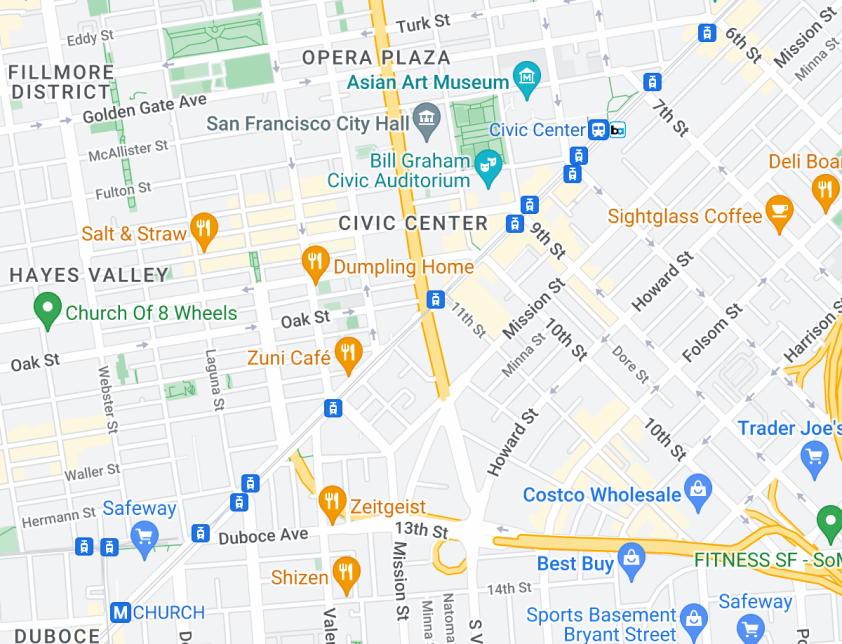 Turk St
6th St
Mission St
Minna St
Eddy St
OPERA PLAZA
FILLMORE
DISTRICT
Asian Art Museum
Golden Gate Ave
7th St
San Francisco City Hall
Civic Center
McAllister St
Bill Graham
Civic Auditorium
Fulton St
Salt & Straw
CIVIC CENTER
Sightglass Coffee
Deli Boa
9th St
HAYES VALLEY
Dumpling Home
Howard St
Church Of 8 Wheels
Oak St
11th St
Mission St
10th St
Folsom St
Harrison S
Oak St
Zuni Café
Minna St
Dore St
Laguna St
Webster St
Howard St
10th St
Trader Joe's
Waller St
Costco Wholesale
Hermann St
Safeway
Zeitgeist
Duboce Ave
13th St
Mission St
Shizen
Best Buy
FITNESS SF - SoM
14th St
M CHURCH
Minna
Natoma
S V
Sports Basement
Bryant Street
Safeway
DUBOCE
Vale